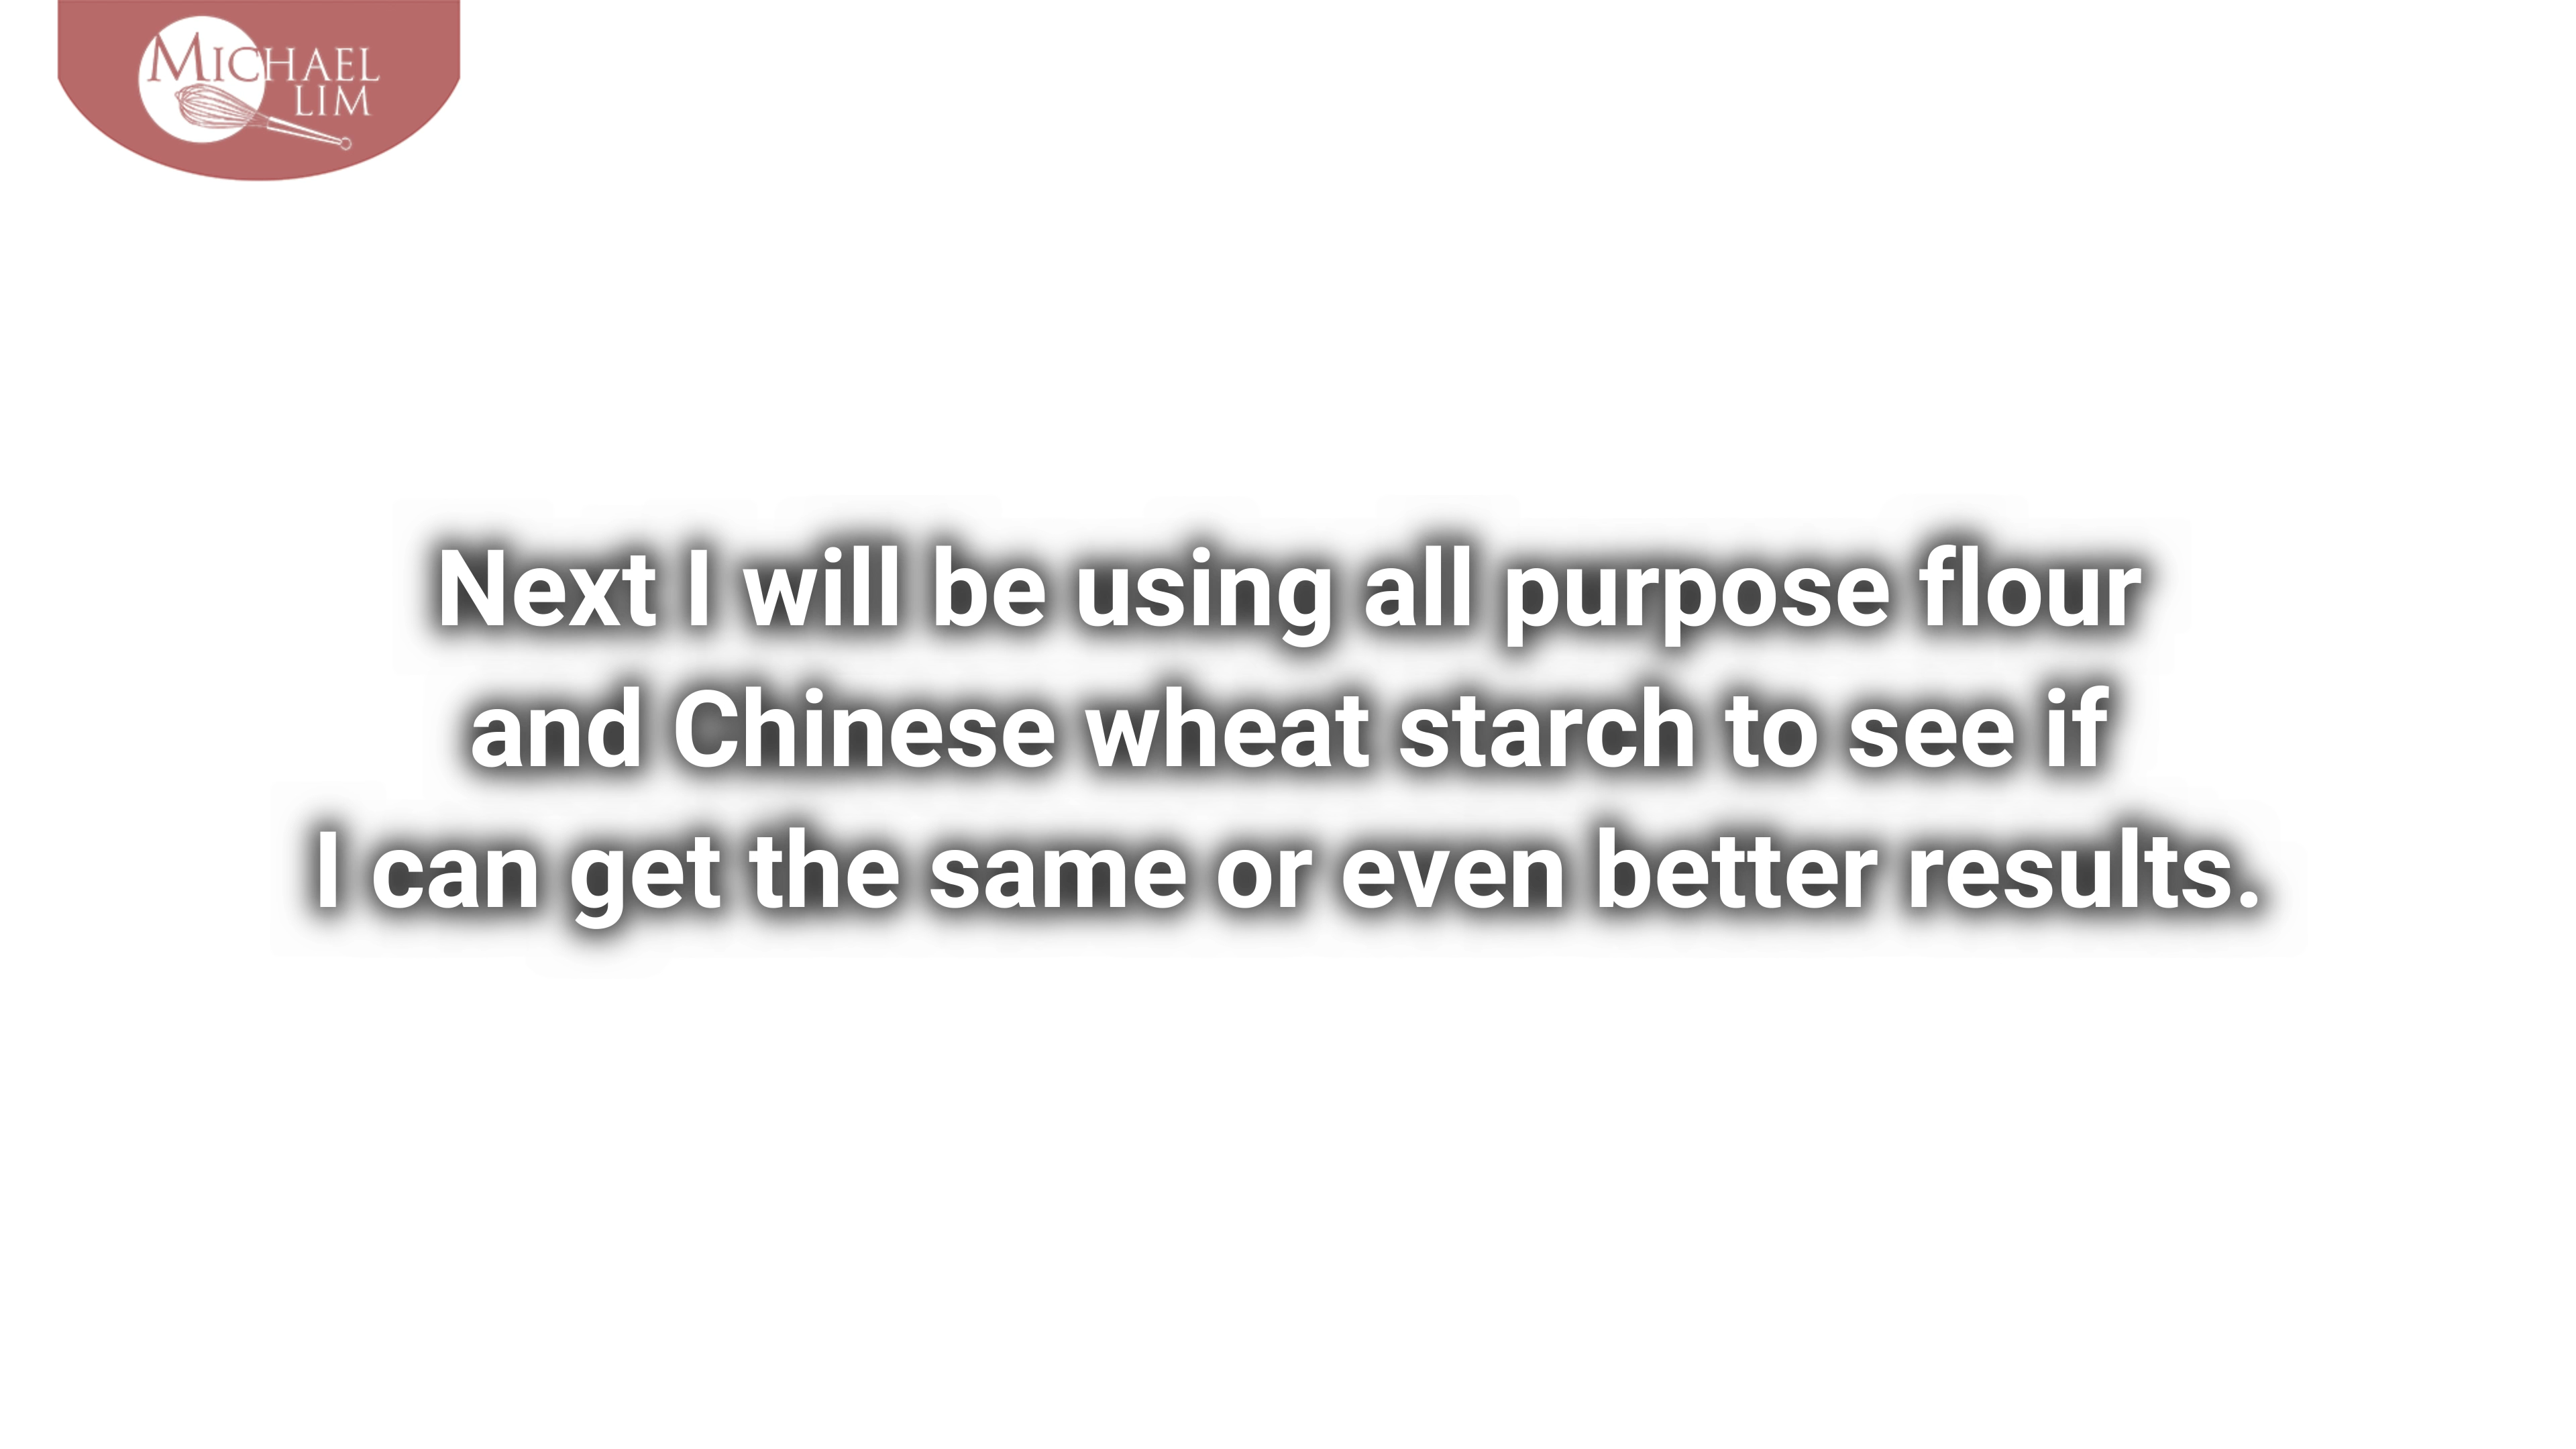 MICHAEL
LIM
Next I will be using all purpose flour
and Chinese wheat starch to see if
I can get the same or even better results.